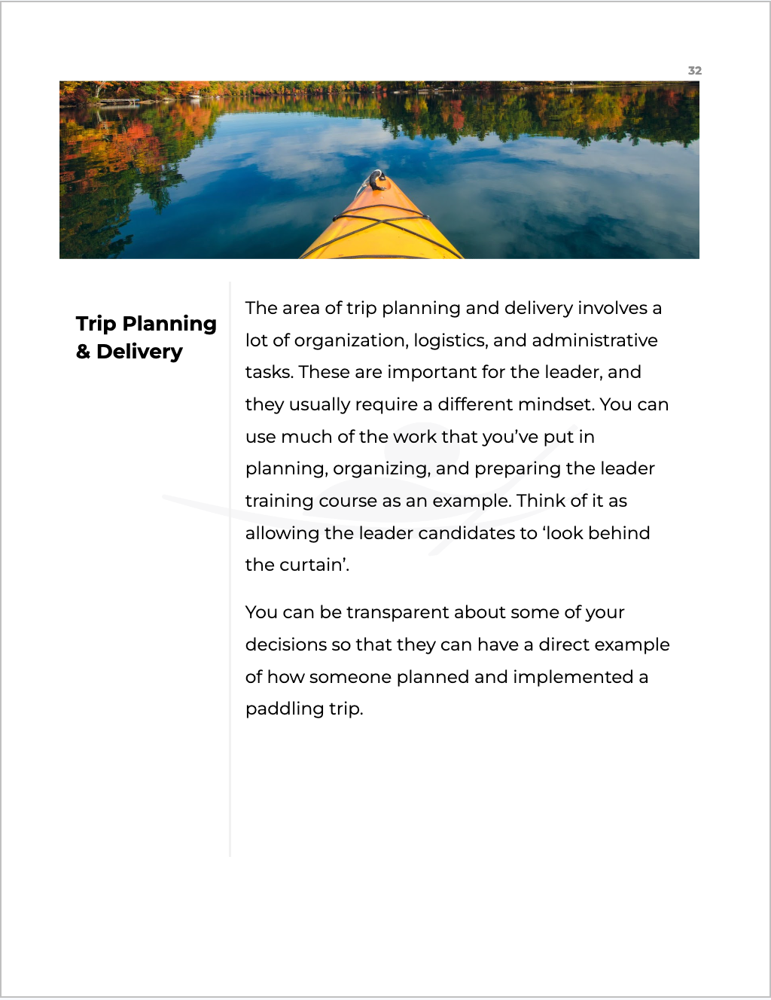 32
Trip Planning
& Delivery
The area of trip planning and delivery involves a
lot of organization, logistics, and administrative
tasks. These are important for the leader, and
they usually require a different mindset. You can
use much of the work that you’ve put in
planning, organizing, and preparing the leader
training course as an example. Think of it as
allowing the leader candidates to ‘look behind
the curtain’.
You can be transparent about some of your
decisions so that they can have a direct example
of how someone planned and implemented a
paddling trip.